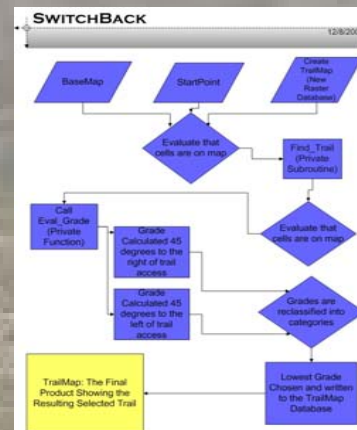 SWITCHBACK
12/8/200
BaseMap
StartPoint
Create
TrailMap
(New
Raster
Database)
Evaluate that
cells are on map
Find_Trail
(Private
Subroutine)
Call
Eval_Grade
(Private
Function)
Evaluate that
cells are on map
Grade
Calculated 45
degrees to the
right of trail
access
Grade
Calculated 45
degrees to the
left of trail
access
Grades are
reclassified into
categories
TrailMap: The Final
Product Showing the
Resulting Selected Trail
Lowest Grade
Chosen and written
to the TrailMap
Database